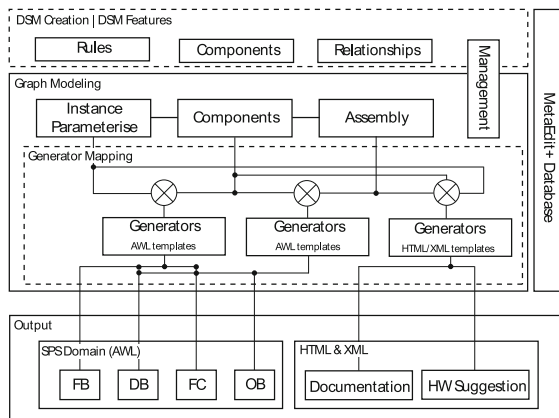 DSM Creation | DSM Features
Rules
Components
Relationships
Management
MetaEdit+ Database
Graph Modeling
Instance
Parameterise
Components
Assembly
Generator Mapping
Generators
AWL templates
Generators
AWL templates
Generators
HTML/XML templates
Output
SPS Domain (AWL)
FB
DB
FC
OB
HTML & XML
Documentation
HW Suggestion